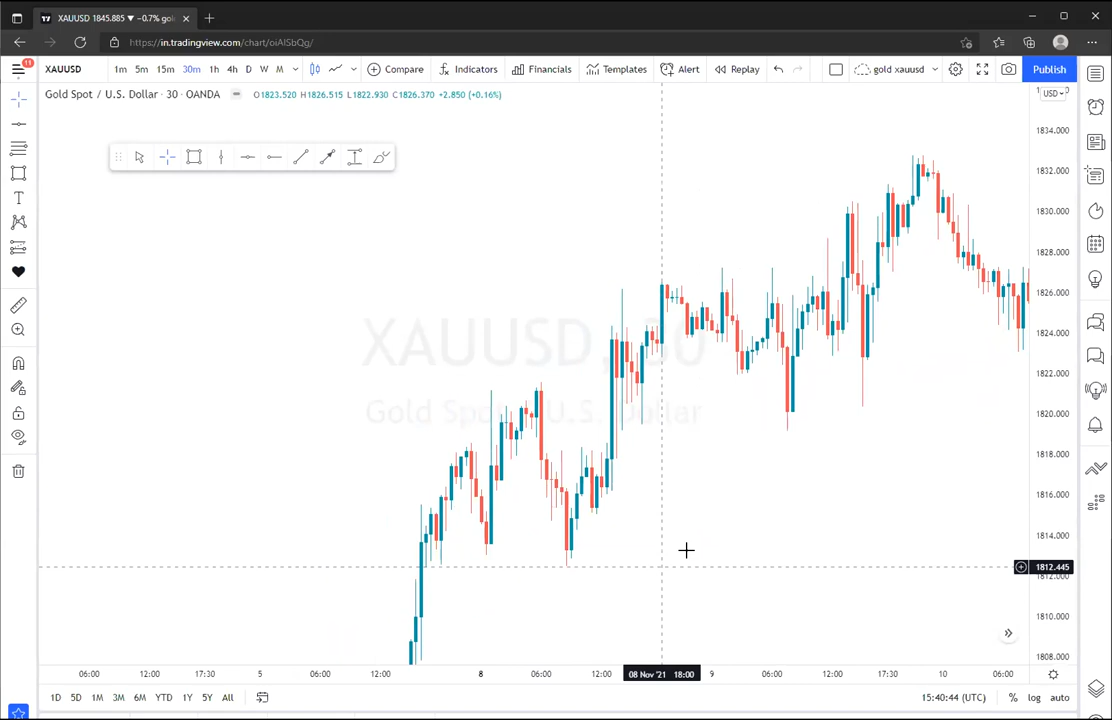 XAUUSD 1845.885 ▼ −0.7% gol
https://in.tradingview.com/chart/oiAlSbQg/
11
XAUUSD 1m 5m 15m 30m 1h 4h D W M Compare Indicators Financials Templates Alert Replay gold xauusd Publish
Gold Spot / U.S. Dollar · 30 · OANDA O1823.520 H1826.515 L1822.930 C1826.370 +2.850 (+0.16%)
USD
1834.000
1832.000
1830.000
1828.000
1826.000
1824.000
1822.000
1820.000
1818.000
1816.000
1814.000
1812.445
1812.000
1810.000
1808.000
XAUUSD, 30
Gold Spot / U.S. Dollar
06:00 12:00 17:30 5 06:00 12:00 8 06:00 12:00 08 Nov '21 18:00 9 06:00 12:00 17:30 10 06:00
1D 5D 1M 3M 6M YTD 1Y 5Y All 15:40:44 (UTC) % log auto